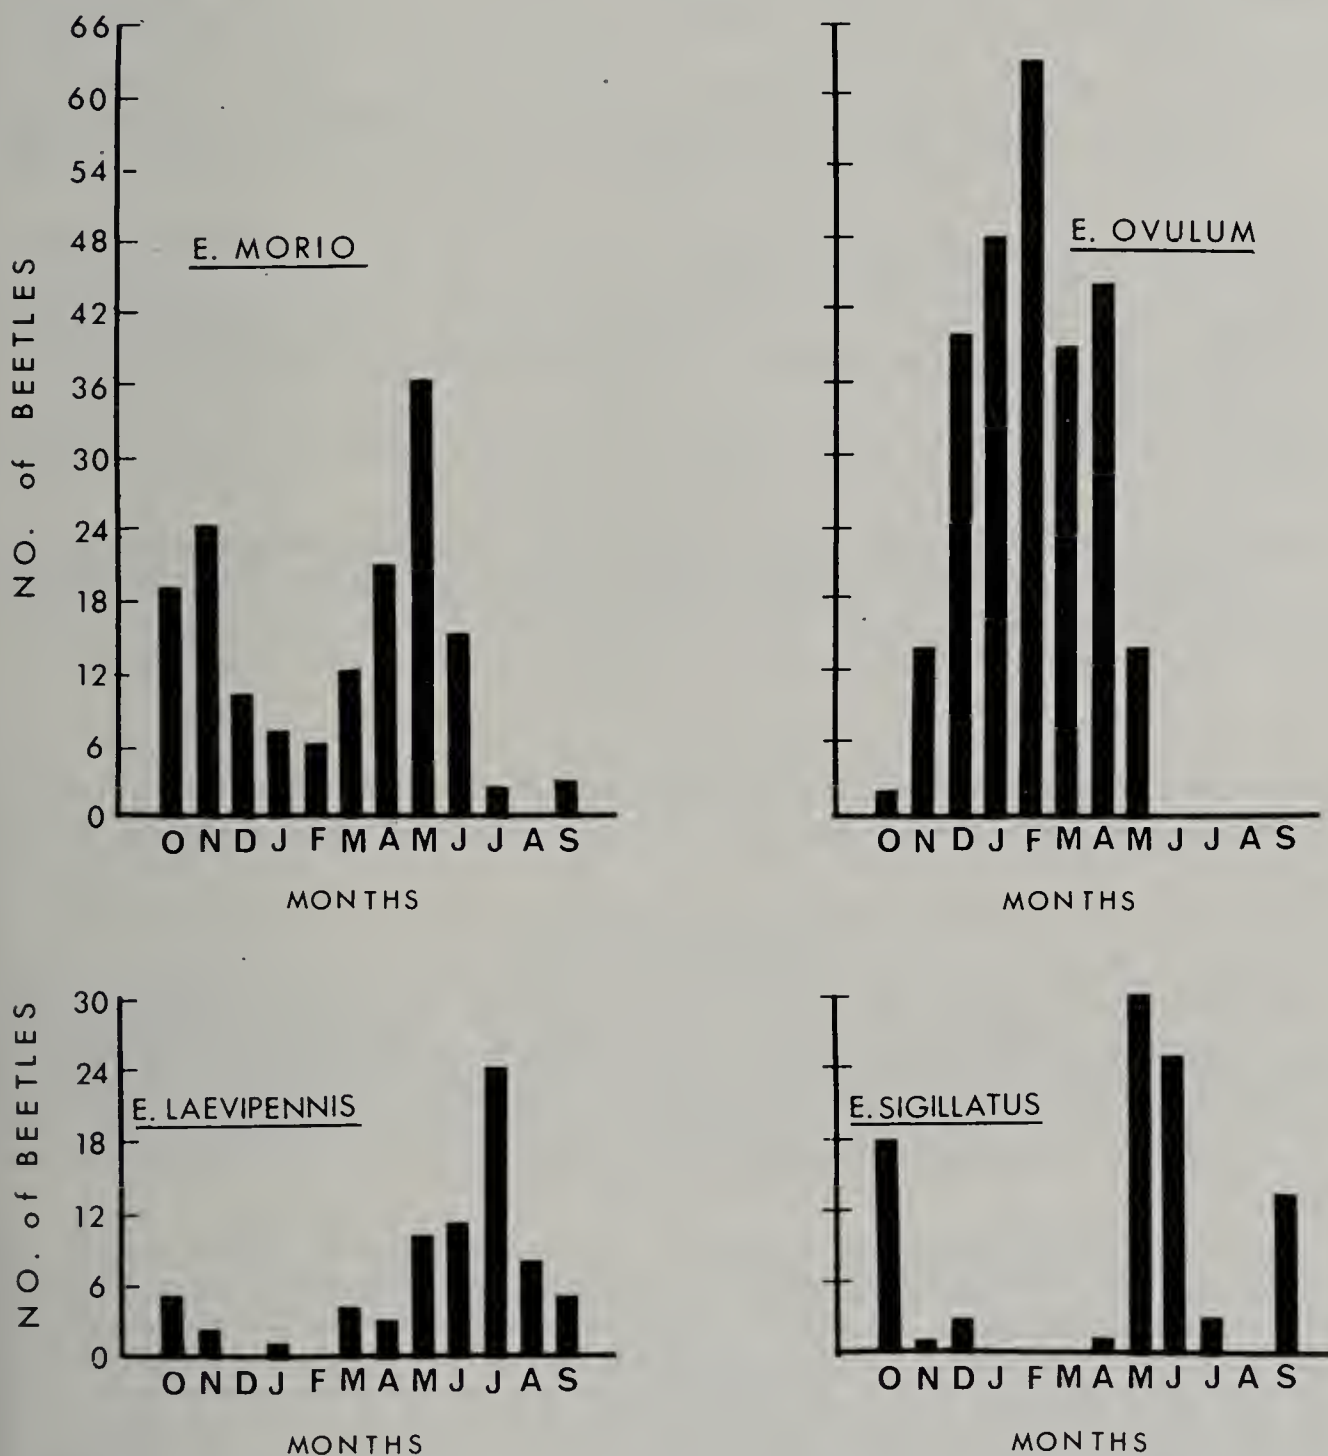 NO. of BEETLES
66
60
54
48
42
36
30
24
18
12
6
0
E. MORIO
O N D J F M A M J J A S
MONTHS
E. OVULUM
O N D J F M A M J J A S
MONTHS
NO. of BEETLES
30
24
18
12
6
0
E. LAEVIPENNIS
O N D J F M A M J J A S
MONTHS
E. SIGILLATUS
O N D J F M A M J J A S
MONTHS